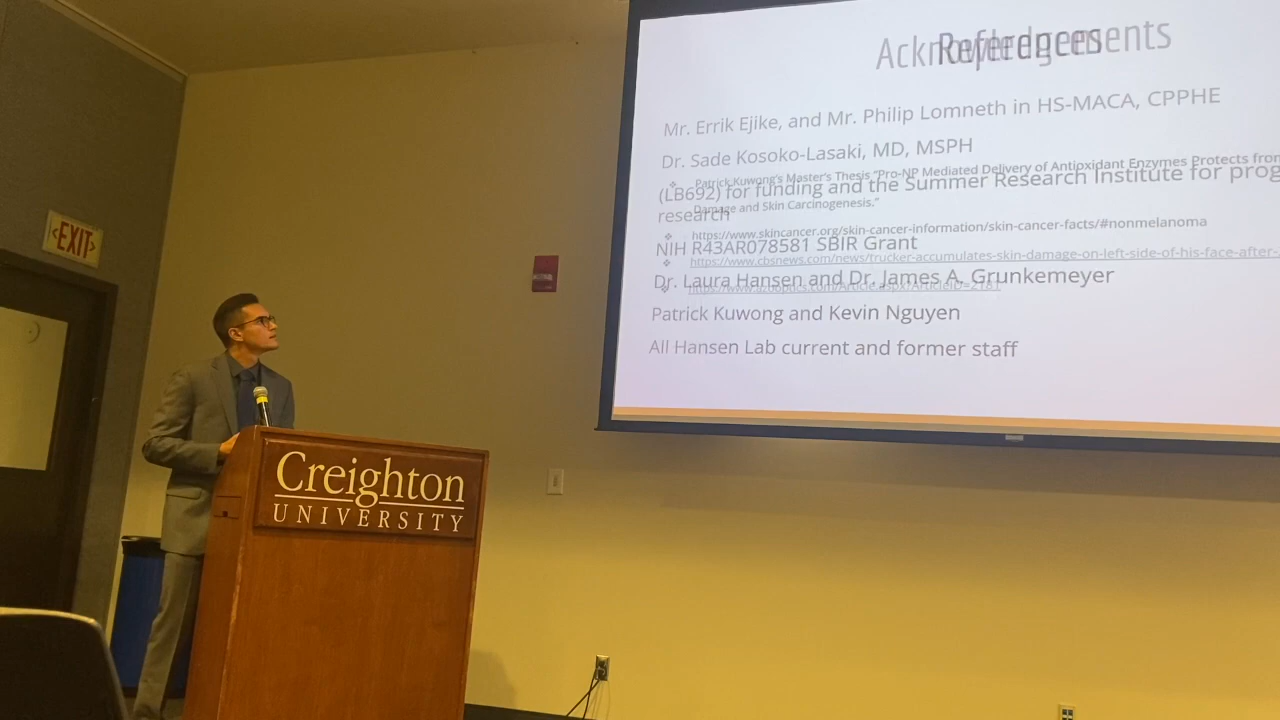 Acknowledgements
References
Mr. Errik Ejike, and Mr. Philip Lomneth in HS-MACA, CPPHE
Dr. Sade Kosoko-Lasaki, MD, MSPH
Patrick Kuwong's Master's Thesis "Pro-NP Mediated Delivery of Antipxidant Enzymes Protects from
(LB692) for funding and the Summer Research Institute for prog
Damage and Skin Carcinogenesis."
research
https://www.skincancer.org/skin-cancer-information/skin-cancer-facts/#nonmelanoma
NIH R43AR078581 SBIR Grant
https://www.cbsnews.com/news/trucker-accumulates-skin-damage-on-left-side-of-his-face-after-
Dr. Laura Hansen and Dr. James A. Grunkemeyer
Patrick Kuwong and Kevin Nguyen
All Hansen Lab current and former staff
EXIT
Creighton
UNIVERSITY